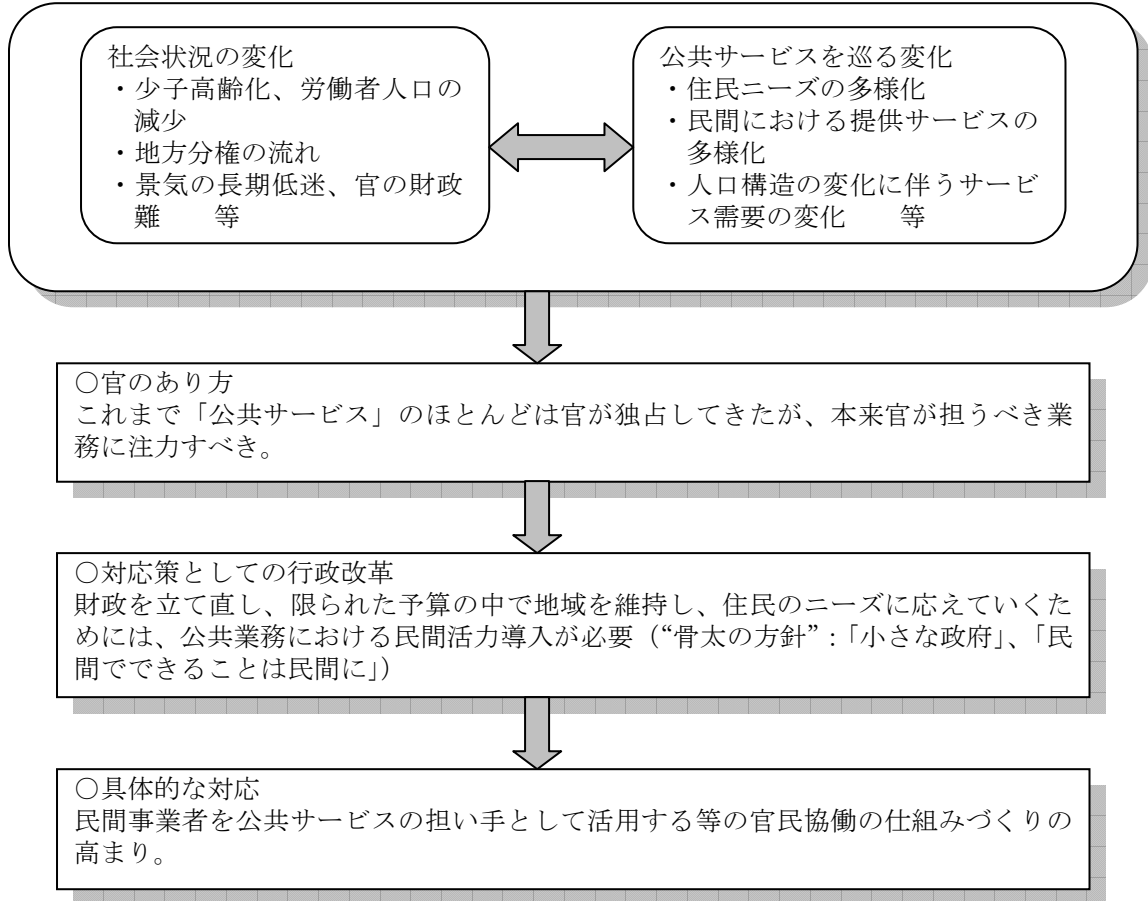 社会状況の変化
・少子高齢化、労働者人口の
減少
・地方分権の流れ
・景気の長期低迷、官の財政
難　　等
公共サービスを巡る変化
・住民ニーズの多様化
・民間における提供サービスの
多様化
・人口構造の変化に伴うサービ
ス需要の変化　　等
○官のあり方
これまで「公共サービス」のほとんどは官が独占してきたが、本来官が担うべき業
務に注力すべき。
○対応策としての行政改革
財政を立て直し、限られた予算の中で地域を維持し、住民のニーズに応えていくた
めには、公共業務における民間活力導入が必要（“骨太の方針”：「小さな政府」、「民
間でできることは民間に」）
○具体的な対応
民間事業者を公共サービスの担い手として活用する等の官民協働の仕組みづくりの
高まり。